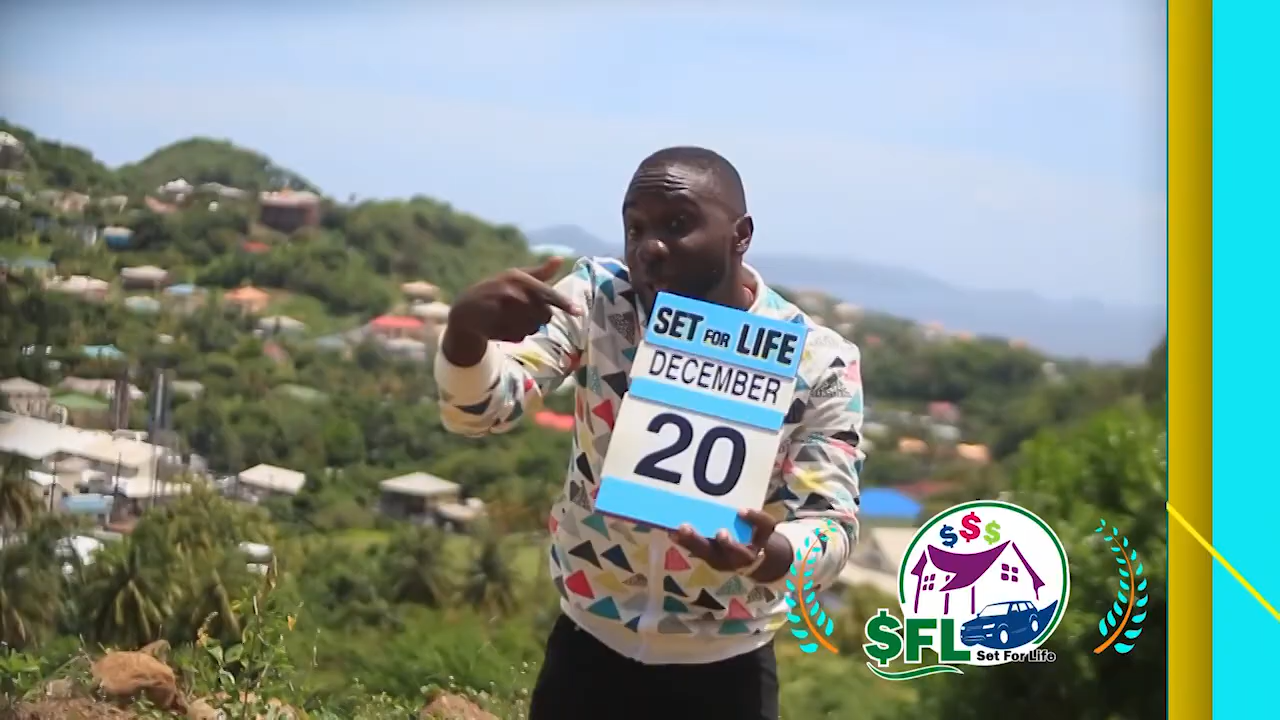 SET FOR LIFE
DECEMBER
20
$ $ $
$FL
Set For Life